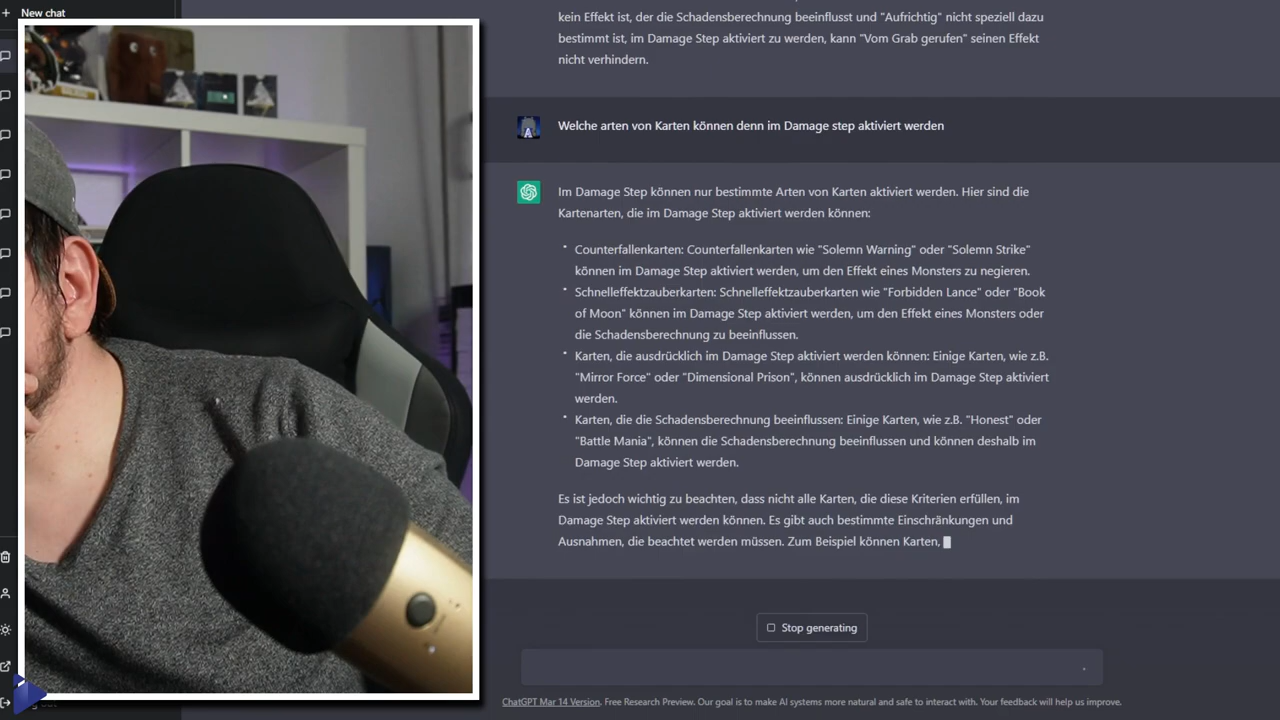 New chat
kein Effekt ist, der die Schadensberechnung beeinflusst und "Aufrichtig" nicht speziell dazu
bestimmt ist, im Damage Step aktiviert zu werden, kann "Vom Grab gerufen" seinen Effekt
nicht verhindern.
Welche arten von Karten können denn im Damage step aktiviert werden
Im Damage Step können nur bestimmte Arten von Karten aktiviert werden. Hier sind die
Kartenarten, die im Damage Step aktiviert werden können:
Counterfallenkarten: Counterfallenkarten wie "Solemn Warning" oder "Solemn Strike"
können im Damage Step aktiviert werden, um den Effekt eines Monsters zu negieren.
Schnelleffektzauberkarten: Schnelleffektzauberkarten wie "Forbidden Lance" oder "Book
of Moon" können im Damage Step aktiviert werden, um den Effekt eines Monsters oder
die Schadensberechnung zu beeinflussen.
Karten, die ausdrücklich im Damage Step aktiviert werden können: Einige Karten, wie z.B.
"Mirror Force" oder "Dimensional Prison", können ausdrücklich im Damage Step aktiviert
werden.
Karten, die die Schadensberechnung beeinflussen: Einige Karten, wie z.B. "Honest" oder
"Battle Mania", können die Schadensberechnung beeinflussen und können deshalb im
Damage Step aktiviert werden.
Es ist jedoch wichtig zu beachten, dass nicht alle Karten, die diese Kriterien erfüllen, im
Damage Step aktiviert werden können. Es gibt auch bestimmte Einschränkungen und
Ausnahmen, die beachtet werden müssen. Zum Beispiel können Karten,
Stop generating
ChatGPT Mar 14 Version. Free Research Preview. Our goal is to make AI systems more natural and safe to interact with. Your feedback will help us improve.